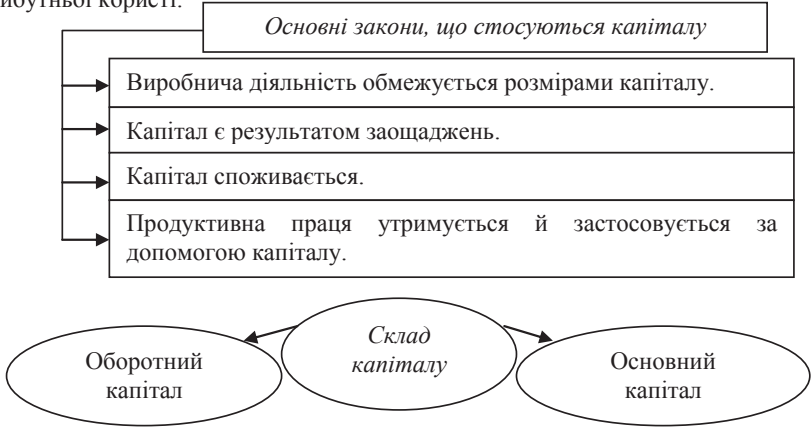 користі.
Основні закони, що стосуються капіталу
Виробнича діяльність обмежується розмірами капіталу.
Капітал є результатом заощаджень.
Капітал споживається.
Продуктивна праця утримується й застосовується за
допомогою капіталу.
Склад
капіталу
Оборотний
капітал
Основний
капітал